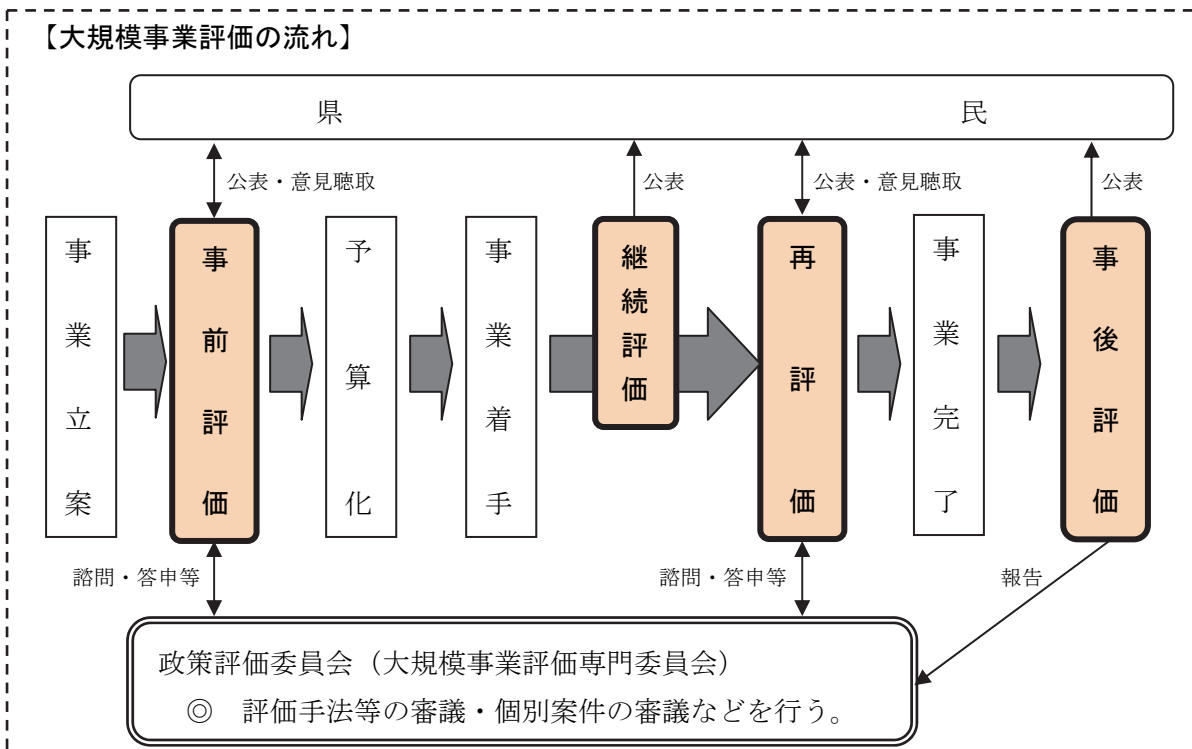 【大規模事業評価の流れ】
県 民
公表・意見聴取
公表
公表・意見聴取
公表
事業立案
事前評価
予算化
事業着手
継続評価
再評価
事業完了
事後評価
諮問・答申等
諮問・答申等
報告
政策評価委員会(大規模事業評価専門委員会)
◎ 評価手法等の審議・個別案件の審議などを行う。